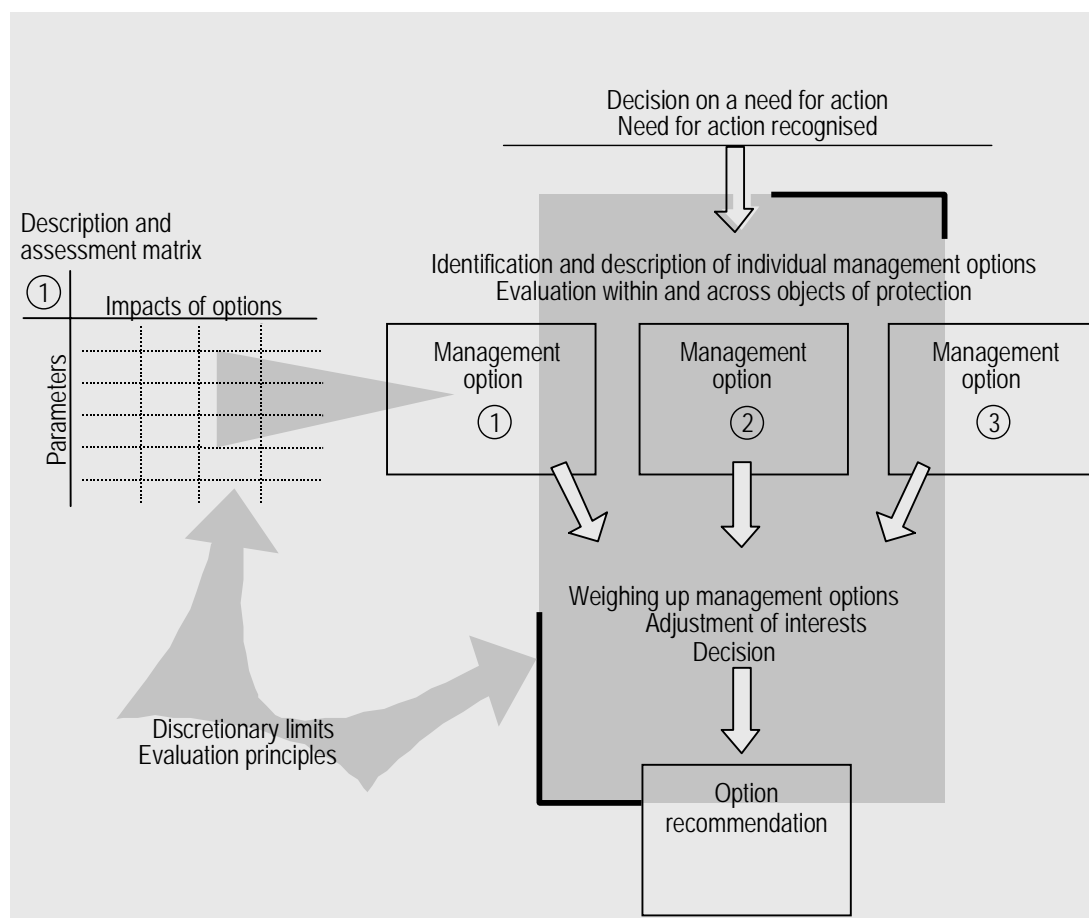 Decision on a need for action
Need for action recognised
Description and
assessment matrix
1
Impacts of options
Parameters
Identification and description of individual management options
Evaluation within and across objects of protection
Management
option
1
Management
option
2
Management
option
3
Weighing up management options
Adjustment of interests
Decision
Discretionary limits
Evaluation principles
Option
recommendation